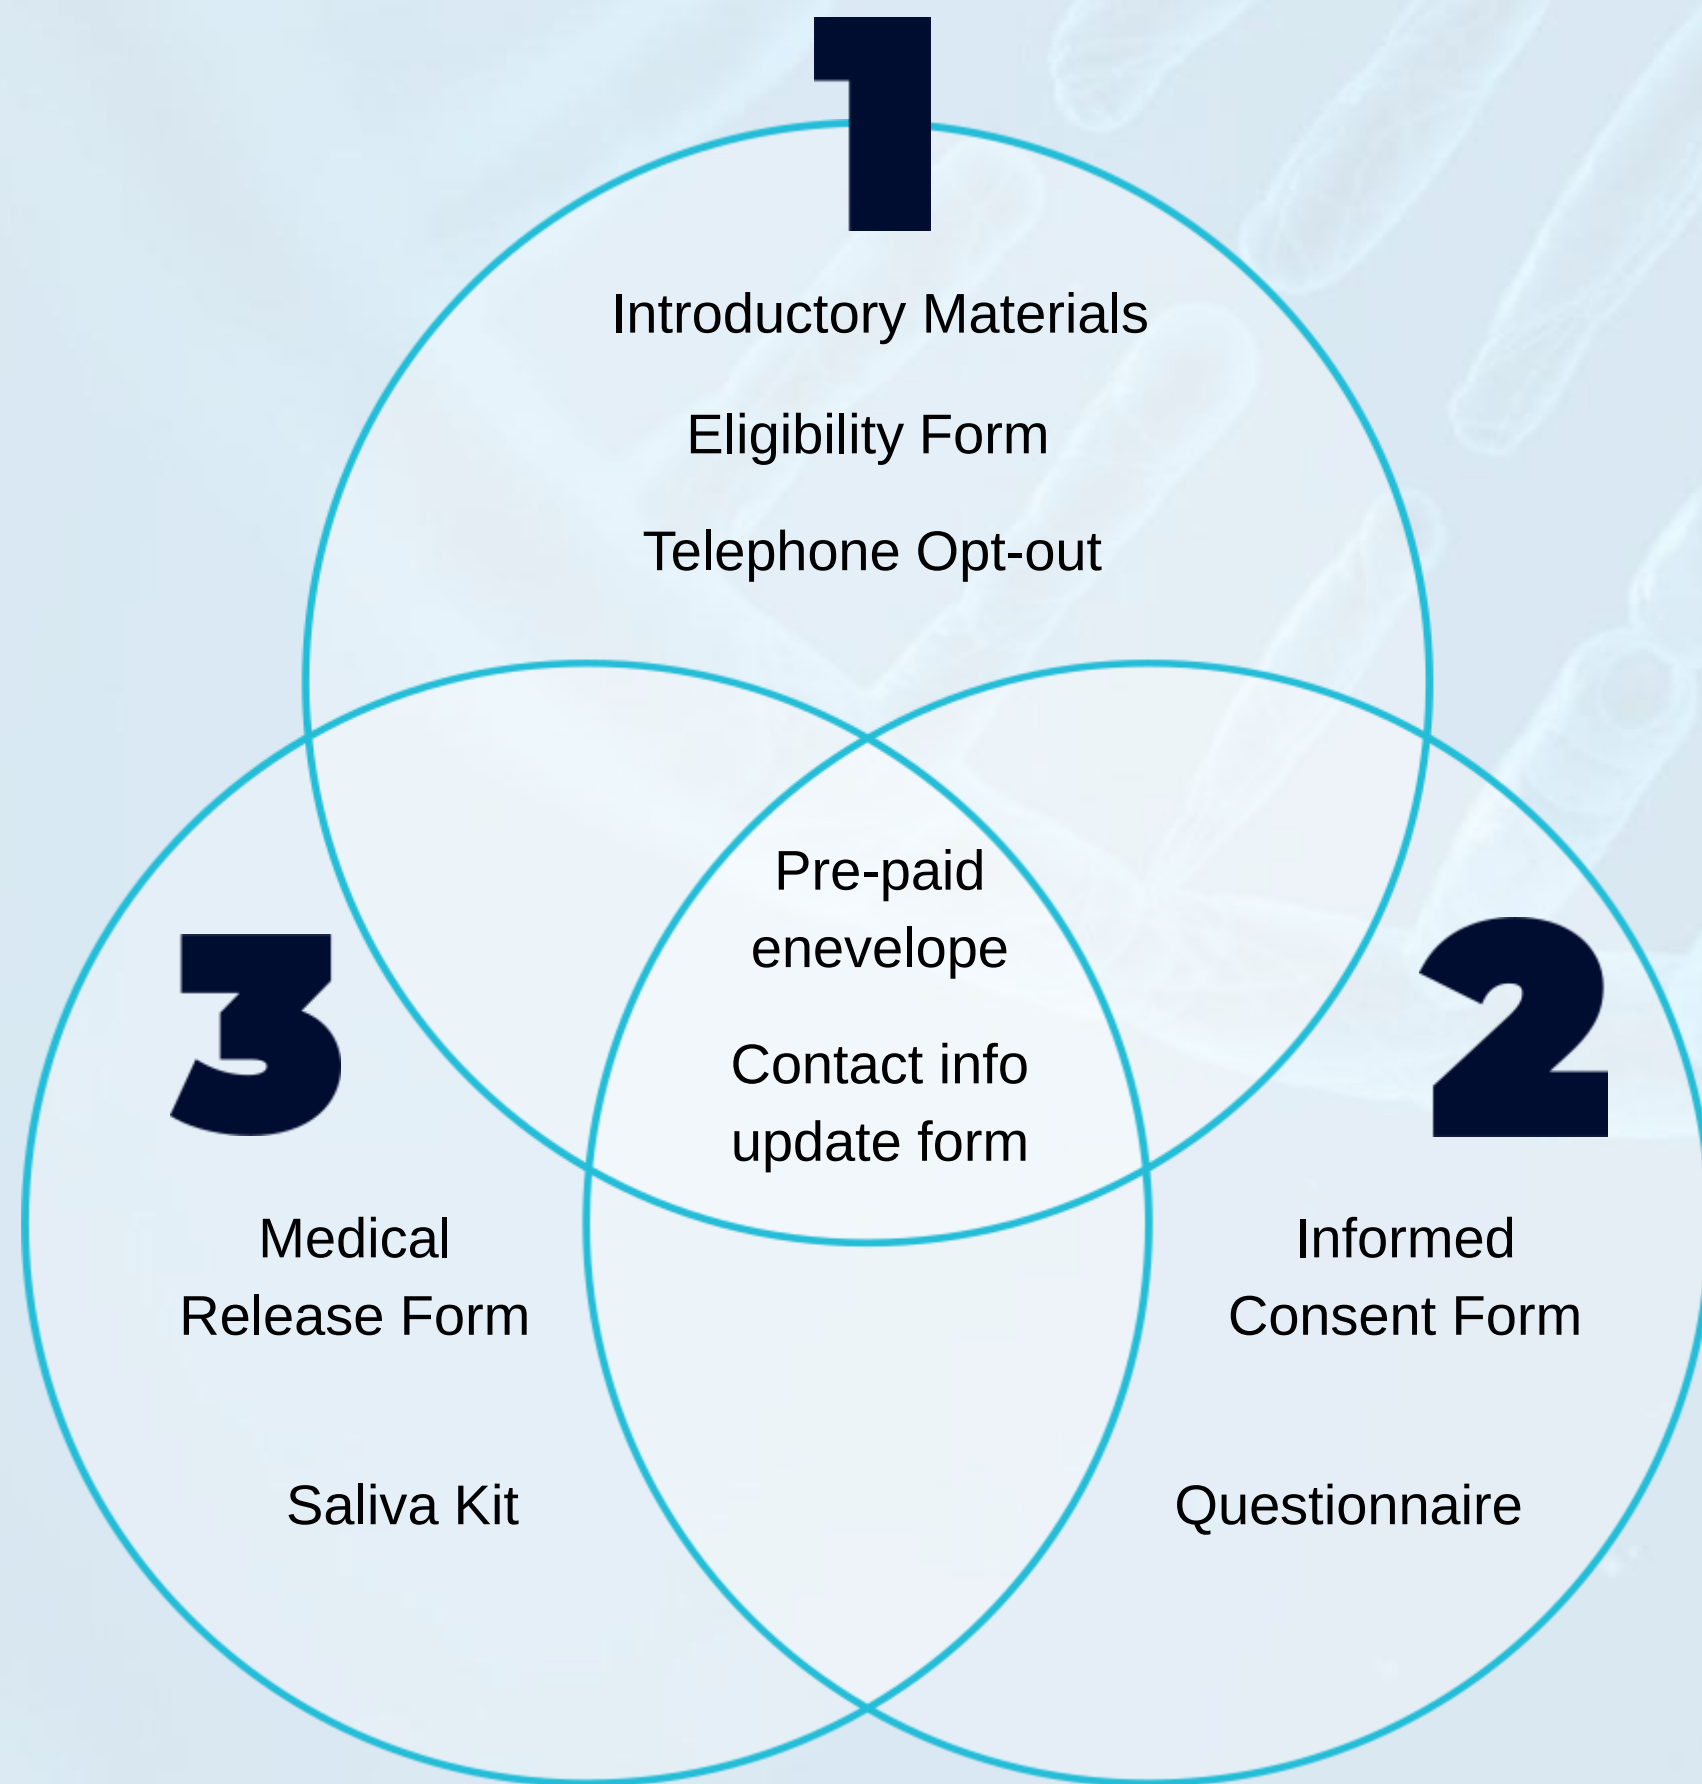 1
Introductory Materials
Eligibility Form
Telephone Opt-out
Pre-paid
enevelope
Contact info
update form
3
Medical
Release Form
Saliva Kit
2
Informed
Consent Form
Questionnaire